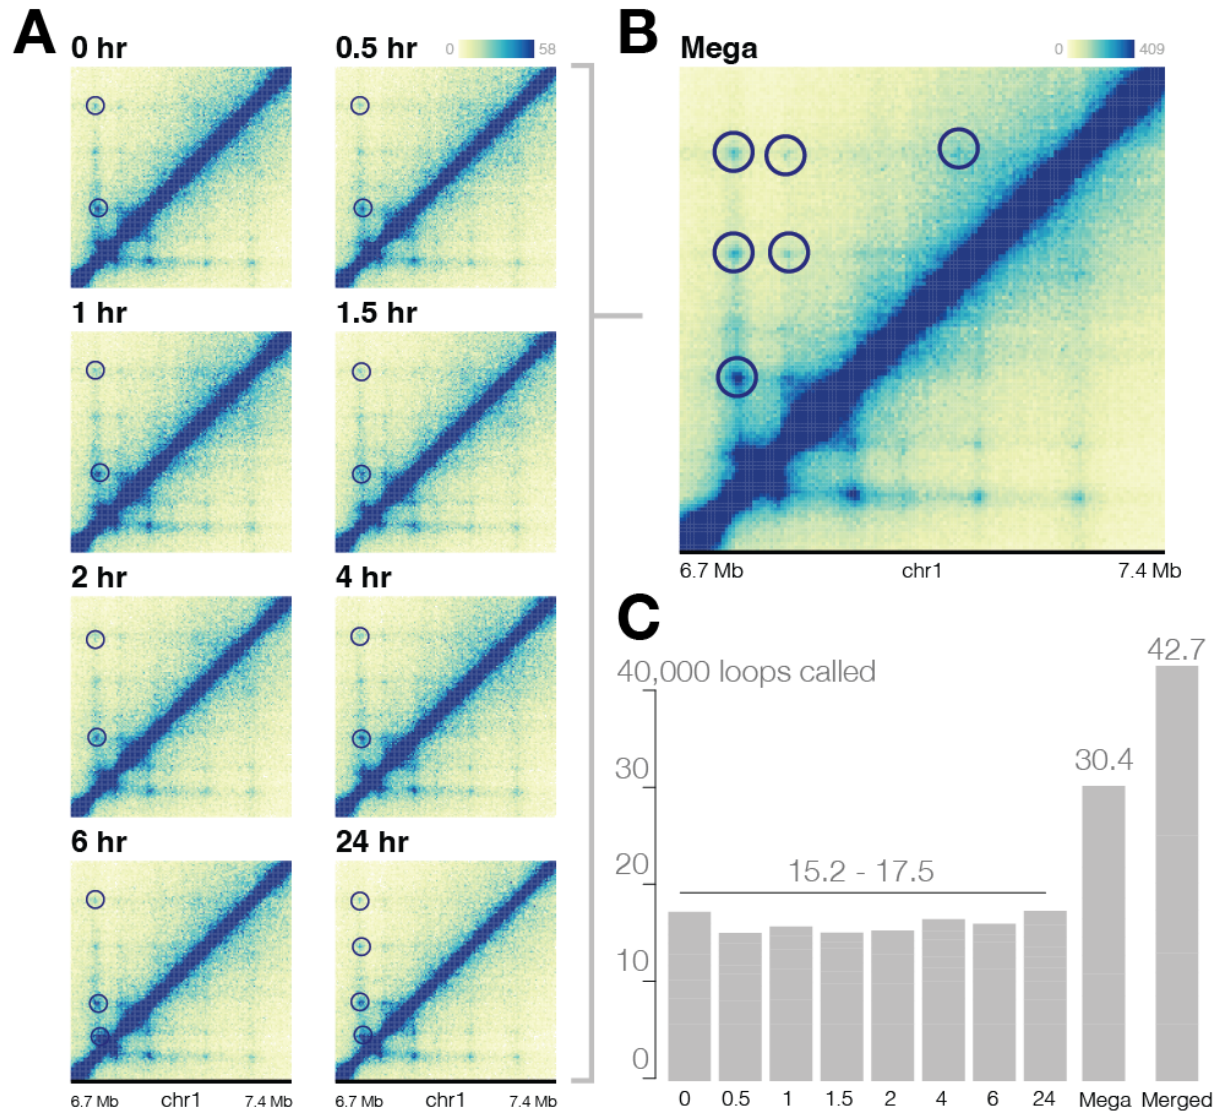 A
0 hr
0.5 hr
0 58
1 hr
1.5 hr
2 hr
4 hr
6 hr
24 hr
6.7 Mb chr1 7.4 Mb
6.7 Mb chr1 7.4 Mb
B
Mega
0 409
6.7 Mb chr1 7.4 Mb
C
40,000 loops called
30
20
10
0
15.2 - 17.5
30.4
42.7
0 0.5 1 1.5 2 4 6 24 Mega Merged